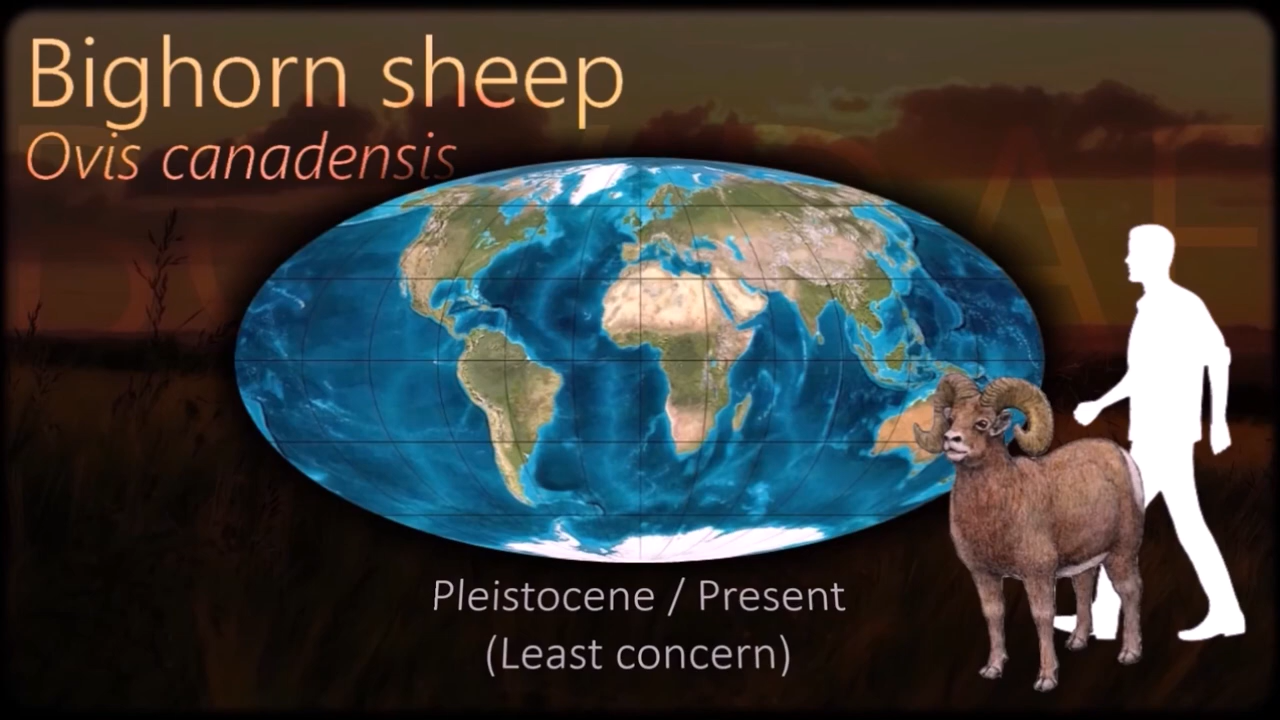 Bighorn sheep
Ovis canadensis
Pleistocene / Present
(Least concern)